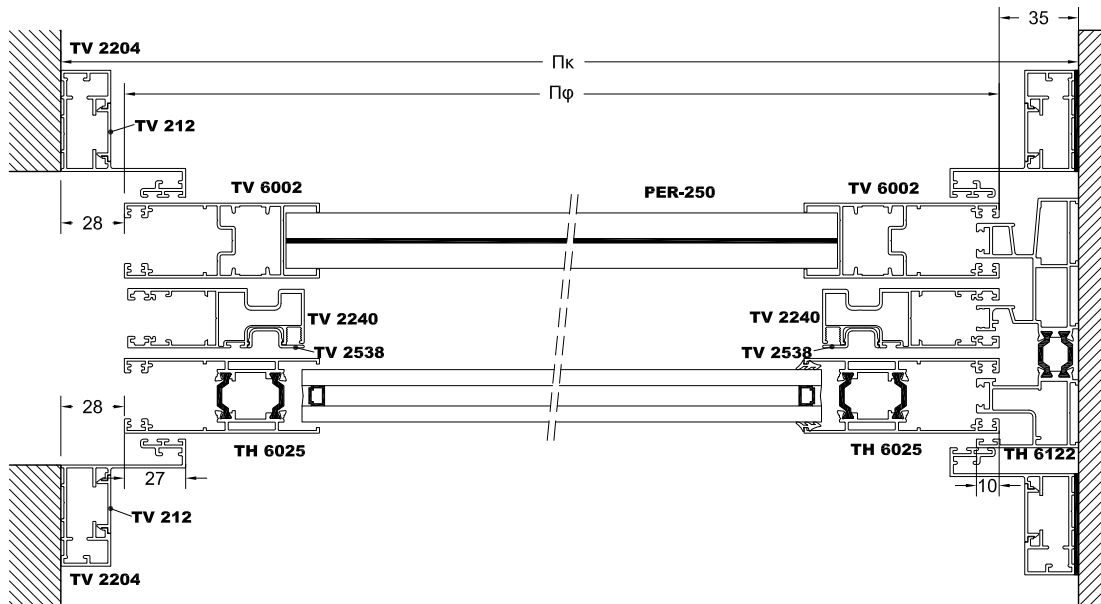 35
TV 2204
Πκ
Πφ
TV 212
TV 6002
PER-250
TV 6002
28
TV 2240
TV 2240
TV 2538
TV 2538
28
TH 6025
TH 6025
TH 6122
27
10
TV 212
TV 2204